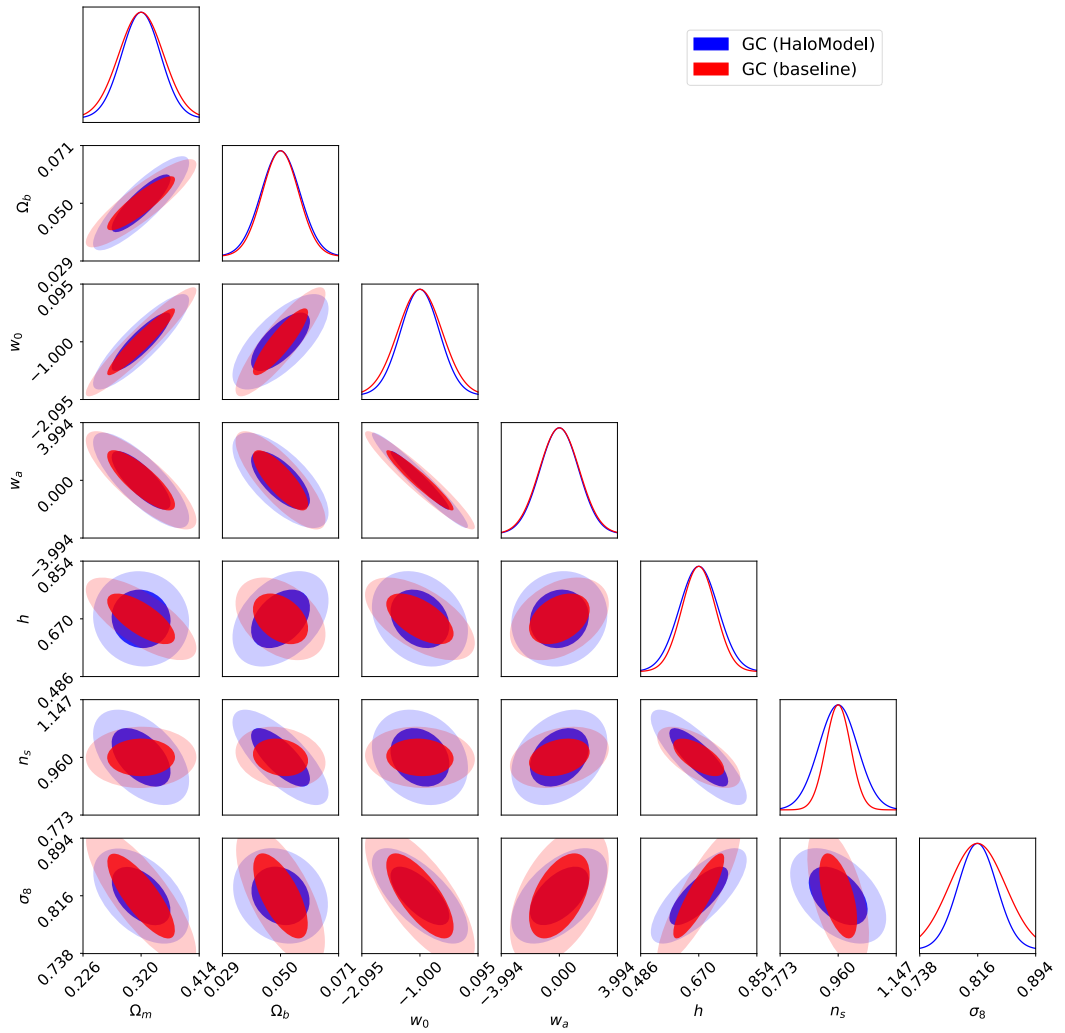 GC (HaloModel)
GC (baseline)
0.071
0.050
0.029
Ω_b
0.095
−1.000
−2.095
w_0
3.994
0.000
−3.994
w_a
0.854
0.670
0.486
h
1.147
0.960
0.773
n_s
0.894
0.816
0.738
σ_8
0.226 0.320 0.414 0.029 0.050 0.071 −2.095 −1.000 0.095 −3.994 0.000 3.994 0.486 0.670 0.854 0.773 0.960 1.147 0.738 0.816 0.894
Ω_m Ω_b w_0 w_a h n_s σ_8